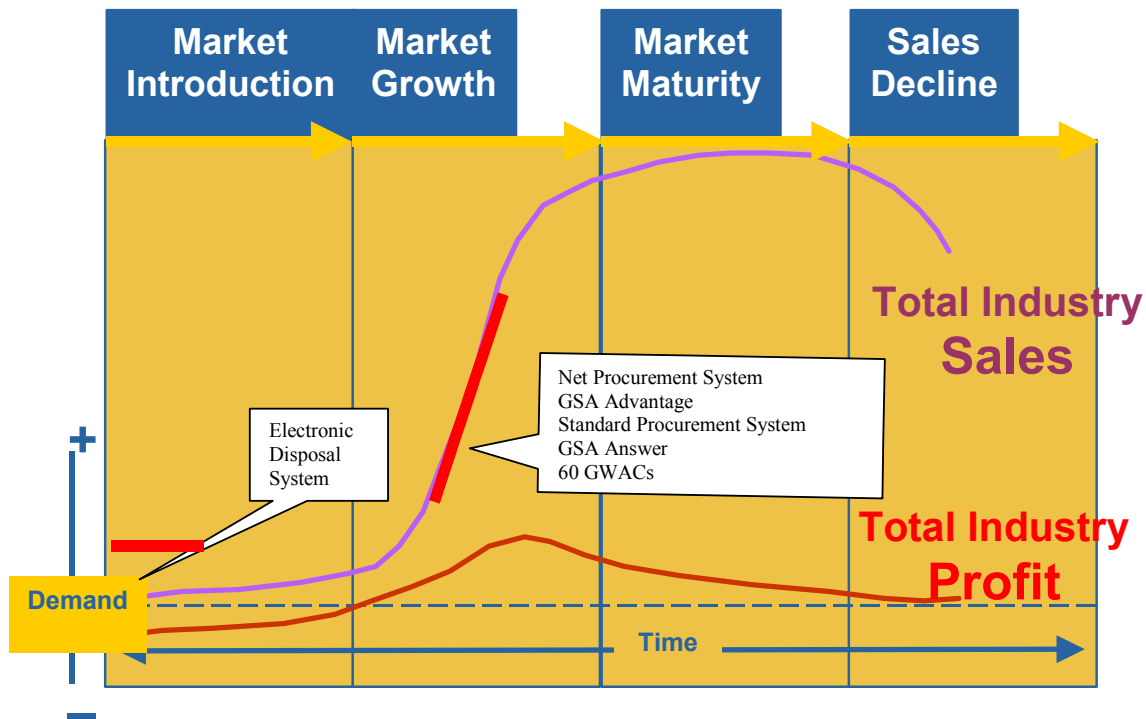 Market
Introduction
Market
Growth
Market
Maturity
Sales
Decline
Total Industry
Sales
Net Procurement System
GSA Advantage
Standard Procurement System
GSA Answer
60 GWACs
Electronic
Disposal
System
+
Total Industry
Profit
Demand
Time
–